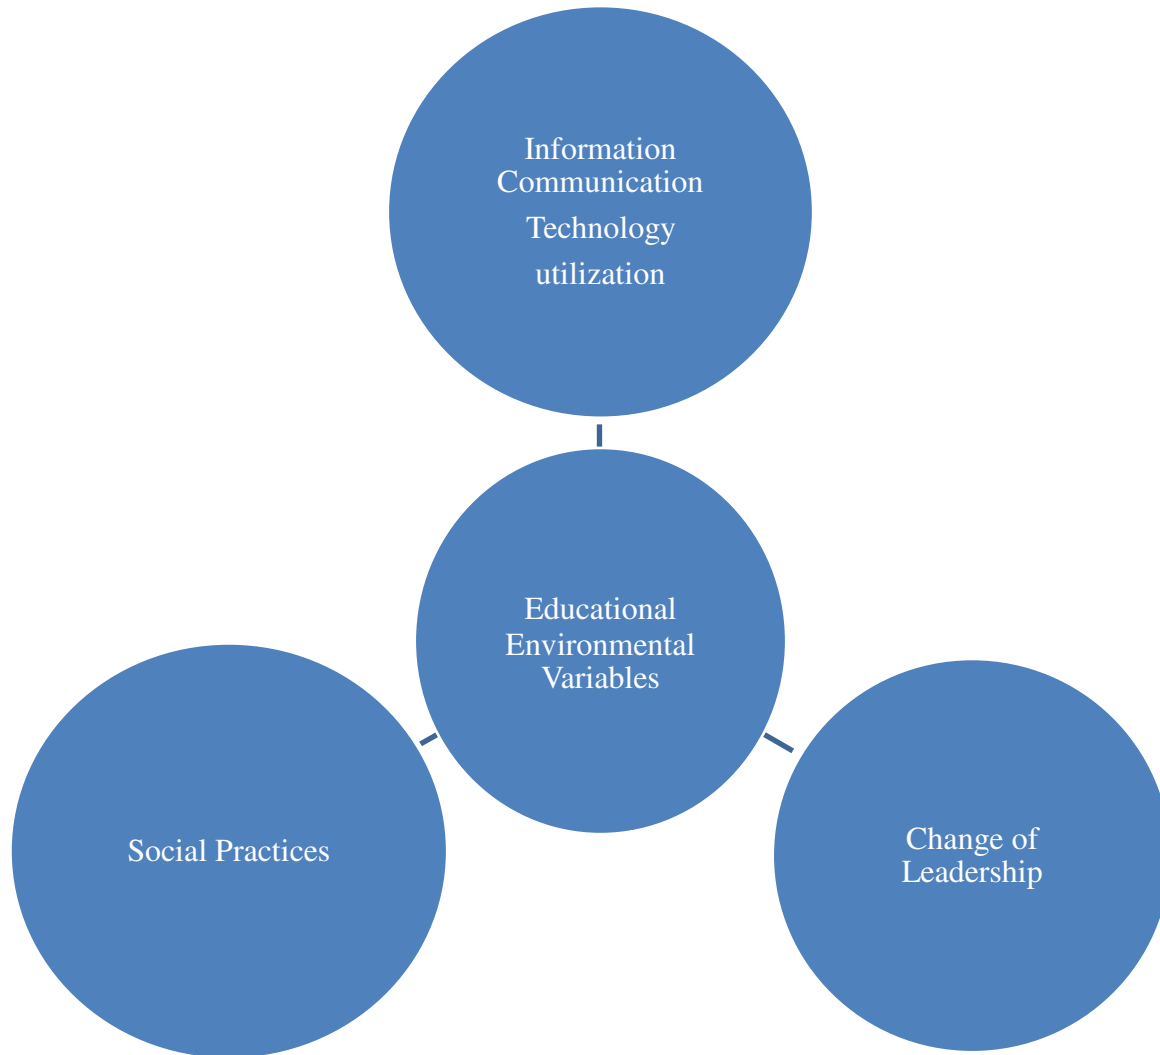 Information
Communication
Technology
utilization
Educational
Environmental
Variables
Social Practices
Change of
Leadership